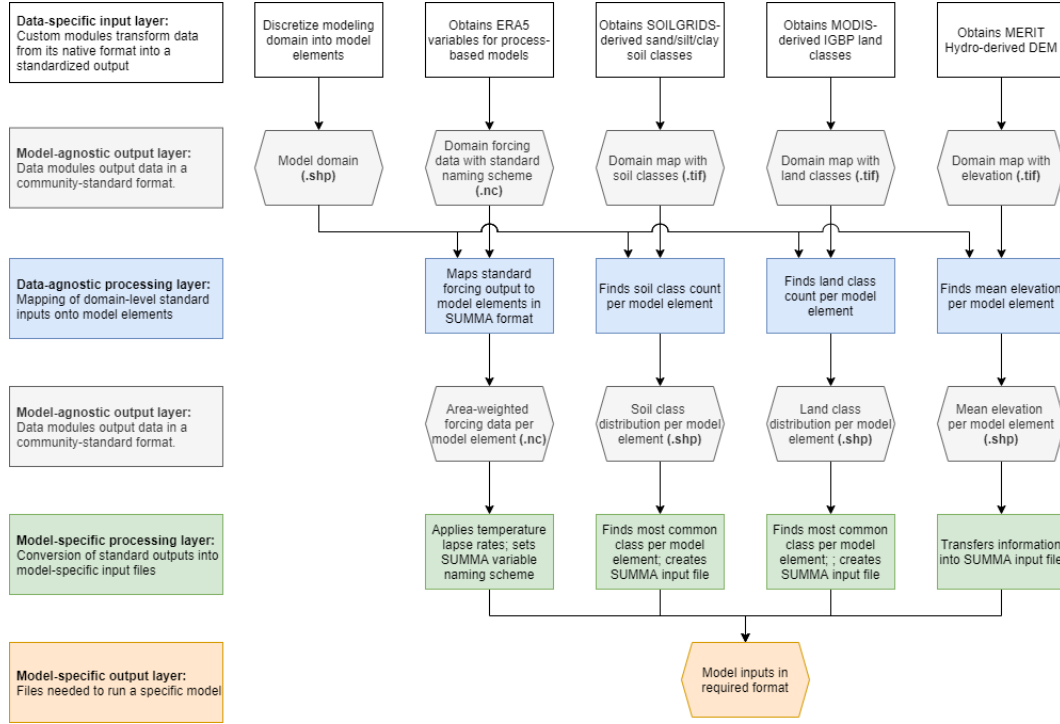 Data-specific input layer:
Custom modules transform data
from its native format into a
standardized output
Discretize modeling
domain into model
elements
Obtains ERA5
variables for process-
based models
Obtains SOILGRIDS-
derived sand/silt/clay
soil classes
Obtains MODIS-
derived IGBP land
classes
Obtains MERIT
Hydro-derived DEM
Model-agnostic output layer:
Data modules output data in a
community-standard format.
Model domain
(.shp)
Domain forcing
data with standard
naming scheme
(.nc)
Domain map with
soil classes (.tif)
Domain map with
land classes (.tif)
Domain map with
elevation (.tif)
Data-agnostic processing layer:
Mapping of domain-level standard
inputs onto model elements
Maps standard
forcing output to
model elements in
SUMMA format
Finds soil class count
per model element
Finds land class
count per model
element
Finds mean elevation
per model element
Model-agnostic output layer:
Data modules output data in a
community-standard format.
Area-weighted
forcing data per
model element (.nc)
Soil class
distribution per model
element (.shp)
Land class
distribution per model
element (.shp)
Mean elevation
per model element
(.shp)
Model-specific processing layer:
Conversion of standard outputs into
model-specific input files
Applies temperature
lapse rates; sets
SUMMA variable
naming scheme
Finds most common
class per model
element; creates
SUMMA input file
Finds most common
class per model
element; ; creates
SUMMA input file
Transfers information
into SUMMA input file
Model-specific output layer:
Files needed to run a specific model
Model inputs in
required format